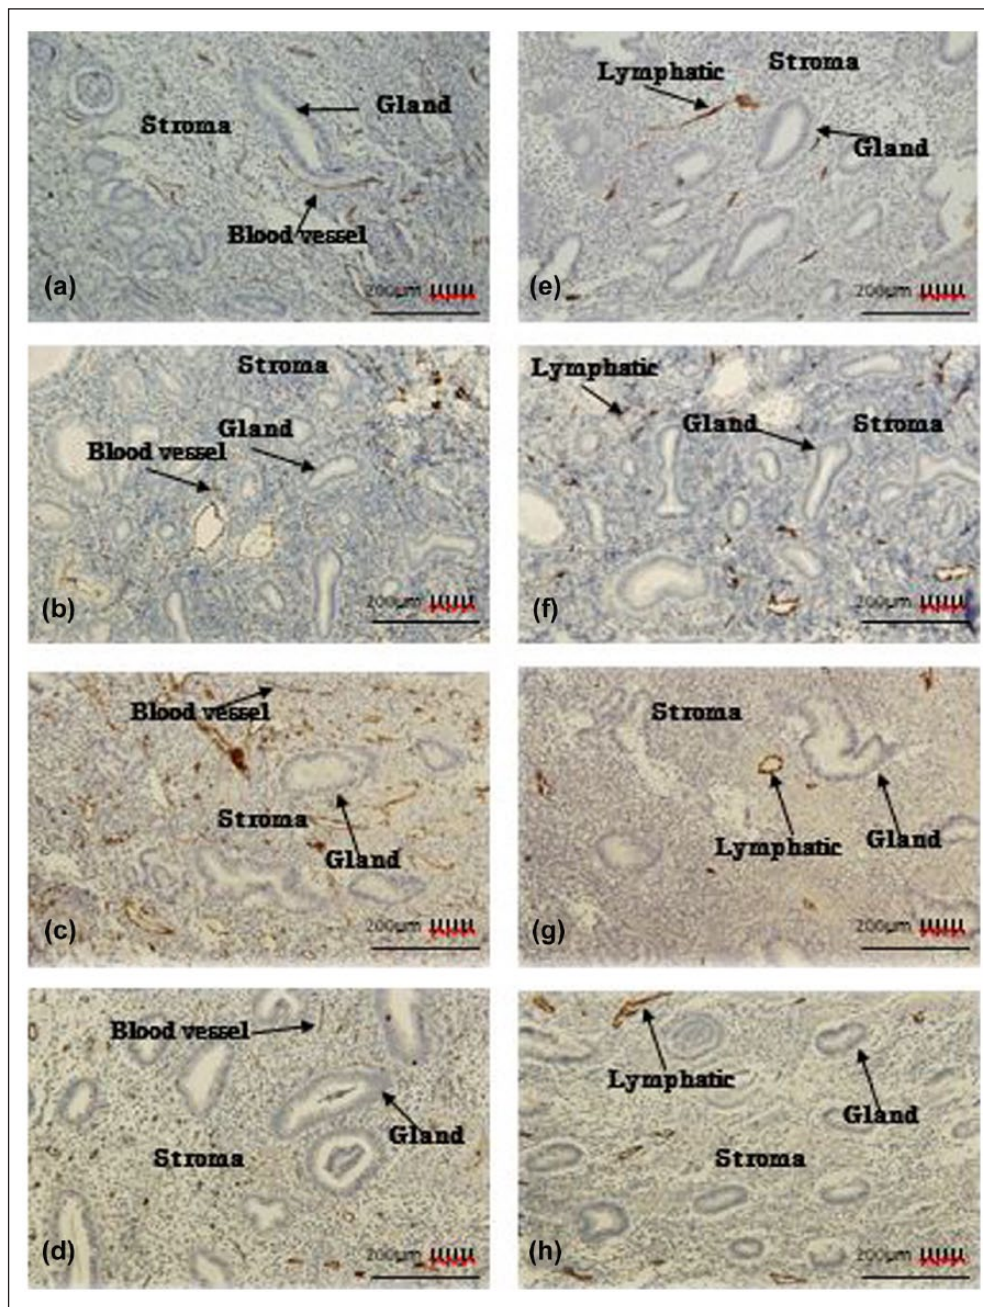 Gland
Stroma
Blood vessel
(a)
200µm
Lymphatic
Stroma
Gland
(e)
200µm
Stroma
Gland
Blood vessel
(b)
200µm
Lymphatic
Gland
Stroma
(f)
200µm
Blood vessel
Stroma
Gland
(c)
200µm
Stroma
Lymphatic
Gland
(g)
200µm
Blood vessel
Gland
Stroma
(d)
200µm
Lymphatic
Gland
Stroma
(h)
200µm